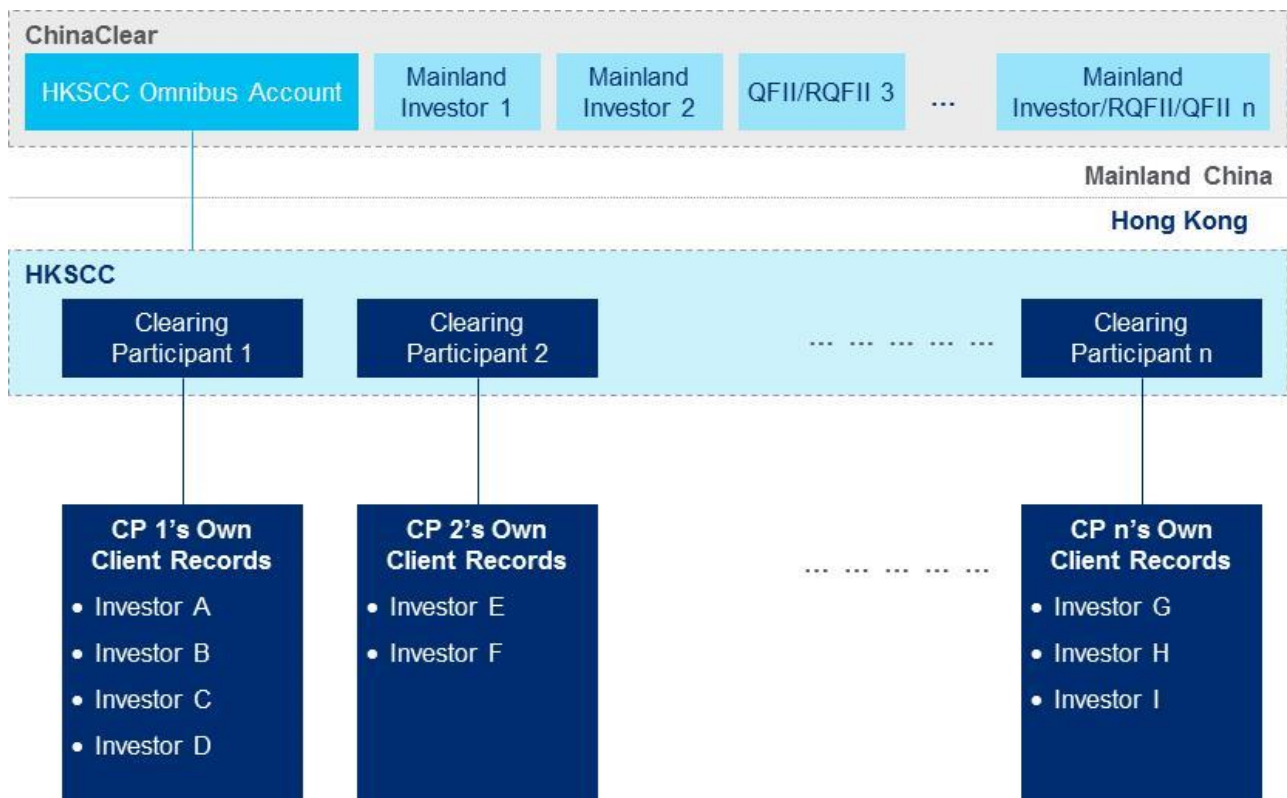 ChinaClear
HKSCC Omnibus Account
Mainland
Investor 1
Mainland
Investor 2
QFII/RQFII 3
...
Mainland
Investor/RQFII/QFII n
Mainland China
Hong Kong
HKSCC
Clearing
Participant 1
Clearing
Participant 2
... ... ... ... ...
Clearing
Participant n
CP 1's Own
Client Records
• Investor A
• Investor B
• Investor C
• Investor D
CP 2's Own
Client Records
• Investor E
• Investor F
... ... ... ... ...
CP n's Own
Client Records
• Investor G
• Investor H
• Investor I